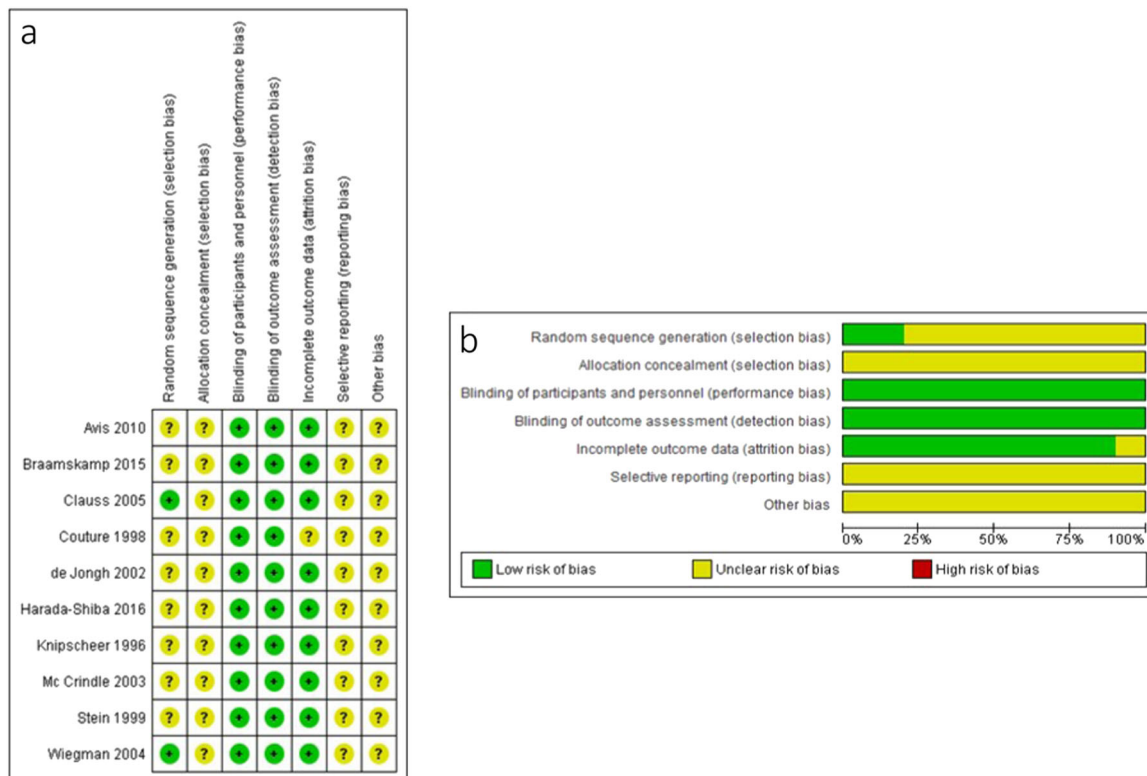 a
Random sequence generation (selection bias)
Allocation concealment (selection bias)
Blinding of participants and personnel (performance bias)
Blinding of outcome assessment (detection bias)
Incomplete outcome data (attrition bias)
Selective reporting (reporting bias)
Other bias
Avis 2010 ? ? + + + ? ?
Braamskamp 2015 ? ? + + + ? ?
Clauss 2005 + ? + + + ? ?
Couture 1998 ? ? + + ? ? ?
de Jongh 2002 ? ? + + + ? ?
Harada-Shiba 2016 ? ? + + + ? ?
Knipscheer 1996 ? ? + + + ? ?
Mc Crindle 2003 ? ? + + + ? ?
Stein 1999 ? ? + + + ? ?
Wiegman 2004 + ? + + + ? ?
b
Random sequence generation (selection bias)
Allocation concealment (selection bias)
Blinding of participants and personnel (performance bias)
Blinding of outcome assessment (detection bias)
Incomplete outcome data (attrition bias)
Selective reporting (reporting bias)
Other bias
0% 25% 50% 75% 100%
Low risk of bias Unclear risk of bias High risk of bias